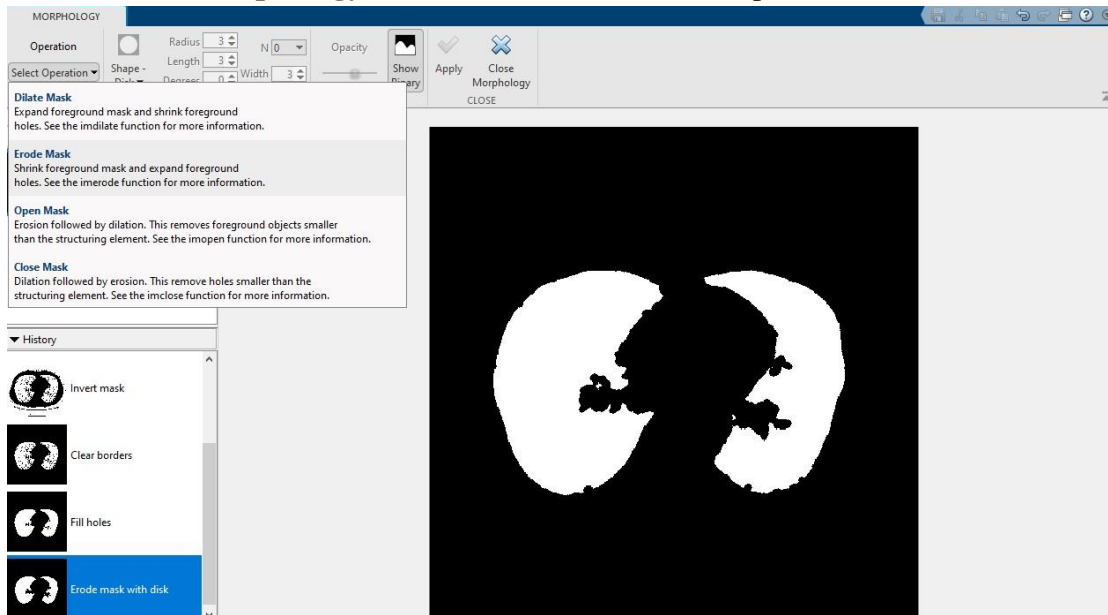 MORPHOLOGY
Operation
Select Operation
Shape -
Radius 3
Length 3
Degrees 0
N 0
Width 3
Opacity
Show
Binary
Apply
Close
Morphology
CLOSE
Dilate Mask
Expand foreground mask and shrink foreground
holes. See the imdilate function for more information.
Erode Mask
Shrink foreground mask and expand foreground
holes. See the imerode function for more information.
Open Mask
Erosion followed by dilation. This removes foreground objects smaller
than the structuring element. See the imopen function for more information.
Close Mask
Dilation followed by erosion. This remove holes smaller than the
structuring element. See the imclose function for more information.
History
Invert mask
Clear borders
Fill holes
Erode mask with disk